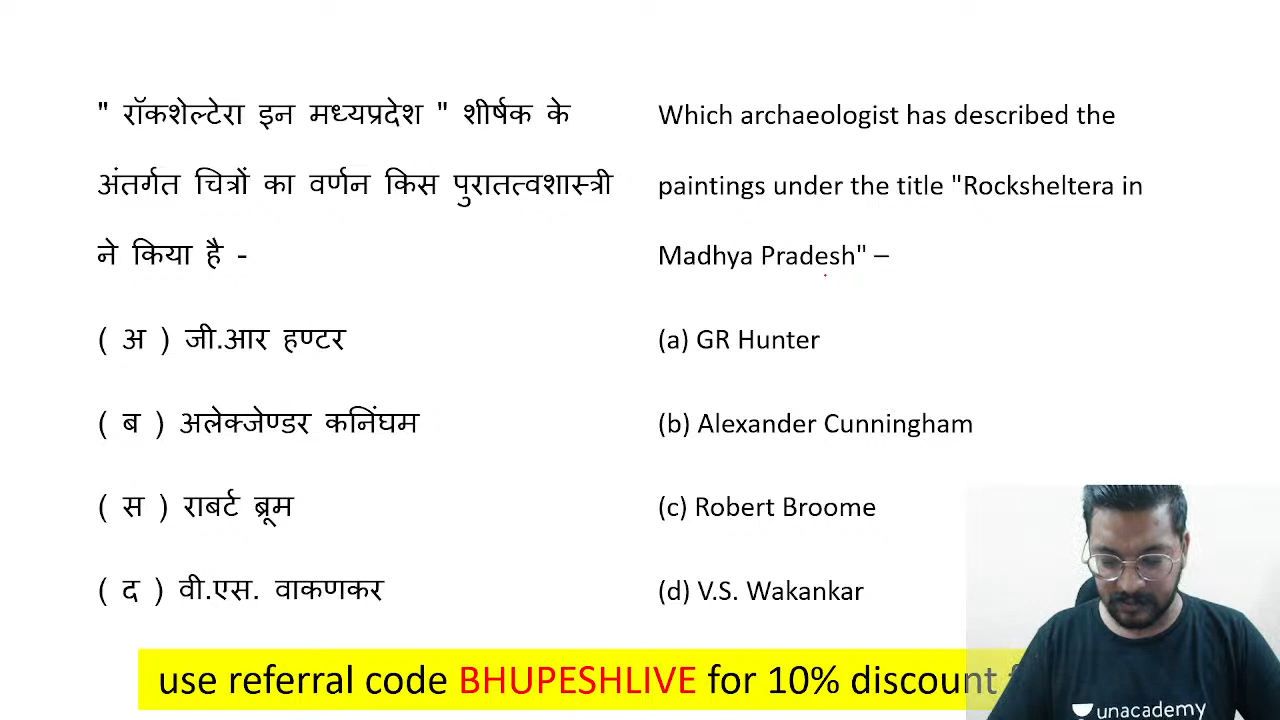 " रॉकशेल्टेरा इन मध्यप्रदेश " शीर्षक के
अंतर्गत चित्रों का वर्णन किस पुरातत्वशास्त्री
ने किया है -
( अ ) जी.आर हण्टर
( ब ) अलेक्जेण्डर कनिंघम
( स ) राबर्ट ब्रूम
( द ) वी.एस. वाकणकर
Which archaeologist has described the
paintings under the title "Rocksheltera in
Madhya Pradesh" –
(a) GR Hunter
(b) Alexander Cunningham
(c) Robert Broome
(d) V.S. Wakankar
use referral code BHUPESHLIVE for 10% discount
unacademy